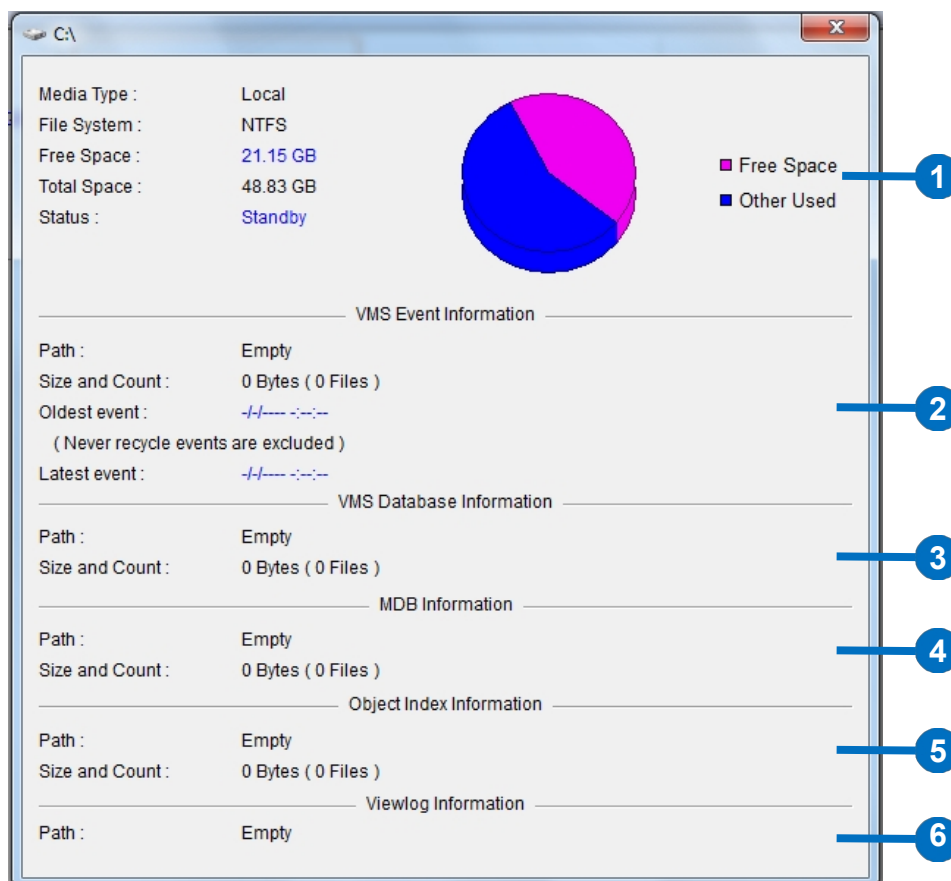 C:\
Media Type : Local
File System : NTFS
Free Space : 21.15 GB
Total Space : 48.83 GB
Status : Standby
Free Space
Other Used
1
VMS Event Information
Path : Empty
Size and Count : 0 Bytes ( 0 Files )
Oldest event : -/-/---- -:--:--
( Never recycle events are excluded )
Latest event : -/-/---- -:--:--
2
VMS Database Information
Path : Empty
Size and Count : 0 Bytes ( 0 Files )
3
MDB Information
Path : Empty
Size and Count : 0 Bytes ( 0 Files )
4
Object Index Information
Path : Empty
Size and Count : 0 Bytes ( 0 Files )
5
Viewlog Information
Path : Empty
6